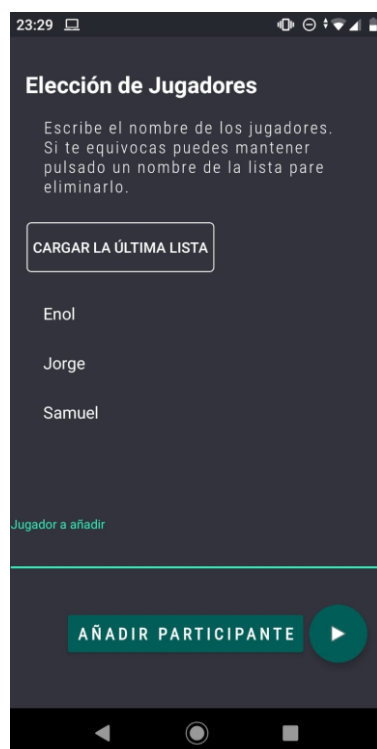 23:29
Elección de Jugadores
Escribe el nombre de los jugadores.
Si te equivocas puedes mantener
pulsado un nombre de la lista pare
eliminarlo.
CARGAR LA ÚLTIMA LISTA
Enol
Jorge
Samuel
Jugador a añadir
AÑADIR PARTICIPANTE